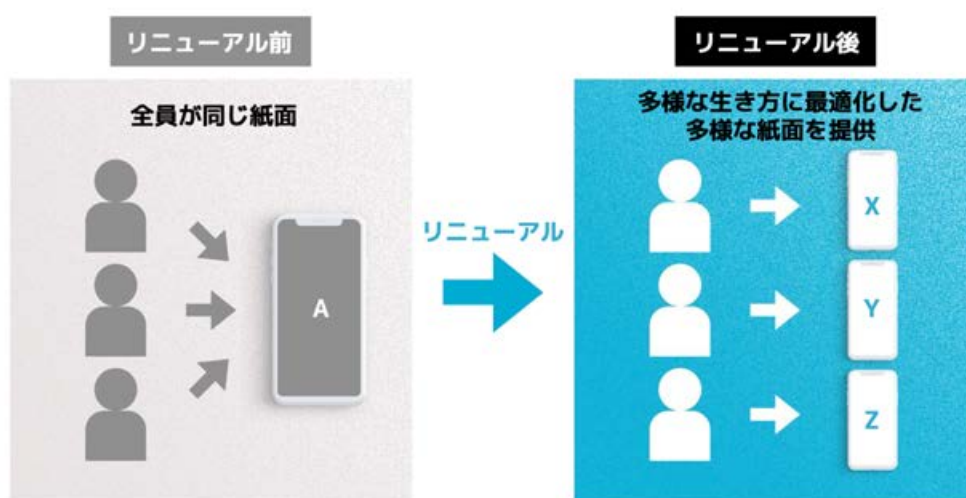 リニューアル前
全員が同じ紙面
A
リニューアル
リニューアル後
多様な生き方に最適化した
多様な紙面を提供
X
Y
Z